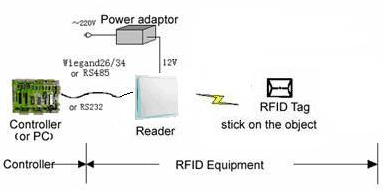 Power adaptor
~220V
Wiegand26/34
or RS485
12V
or RS232
RFID Tag
stick on the object
Controller
(or PC)
Reader
Controller
RFID Equipment